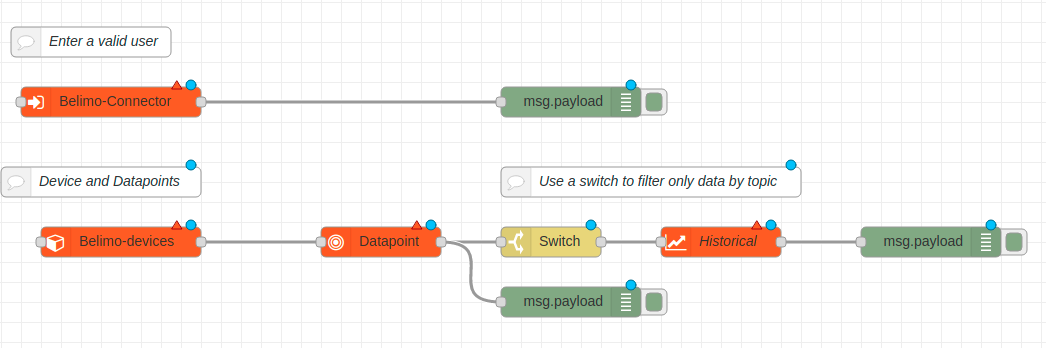 Enter a valid user
Belimo-Connector
msg.payload
Device and Datapoints
Use a switch to filter only data by topic
Belimo-devices
Datapoint
Switch
Historical
msg.payload
msg.payload